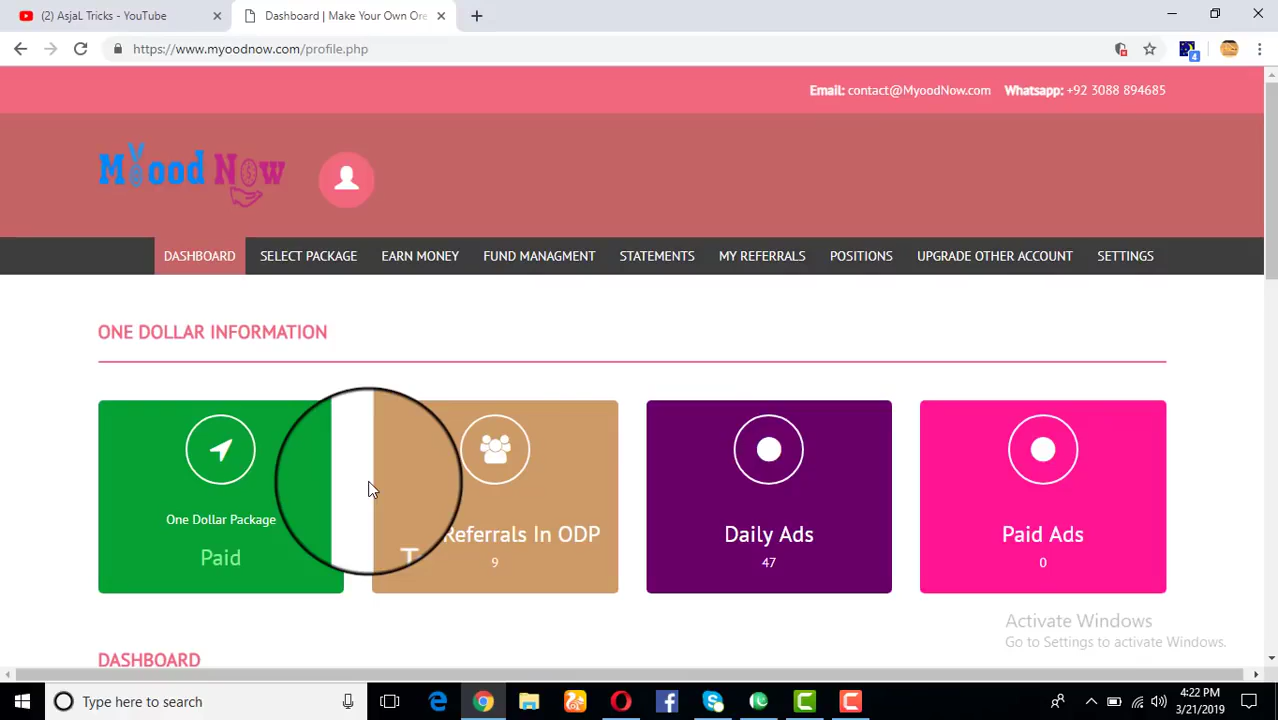 (2) AsjaL Tricks - YouTube
Dashboard | Make Your Own Ore
https://www.myoodnow.com/profile.php
4
Email: contact@MyoodNow.com Whatsapp: +92 3088 894685
Myood Now
DASHBOARD SELECT PACKAGE EARN MONEY FUND MANAGMENT STATEMENTS MY REFERRALS POSITIONS UPGRADE OTHER ACCOUNT SETTINGS
ONE DOLLAR INFORMATION
One Dollar Package
Paid
T Referrals In ODP
9
Daily Ads
47
Paid Ads
0
Activate Windows
Go to Settings to activate Windows.
DASHBOARD
Type here to search
4:22 PM
3/21/2019